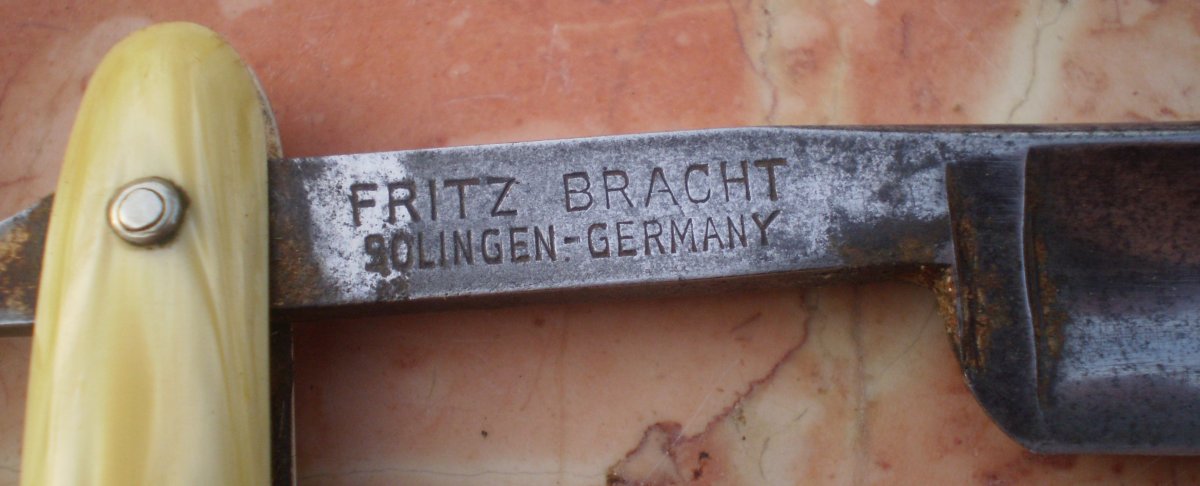 FRITZ BRACHT
SOLINGEN-GERMANY